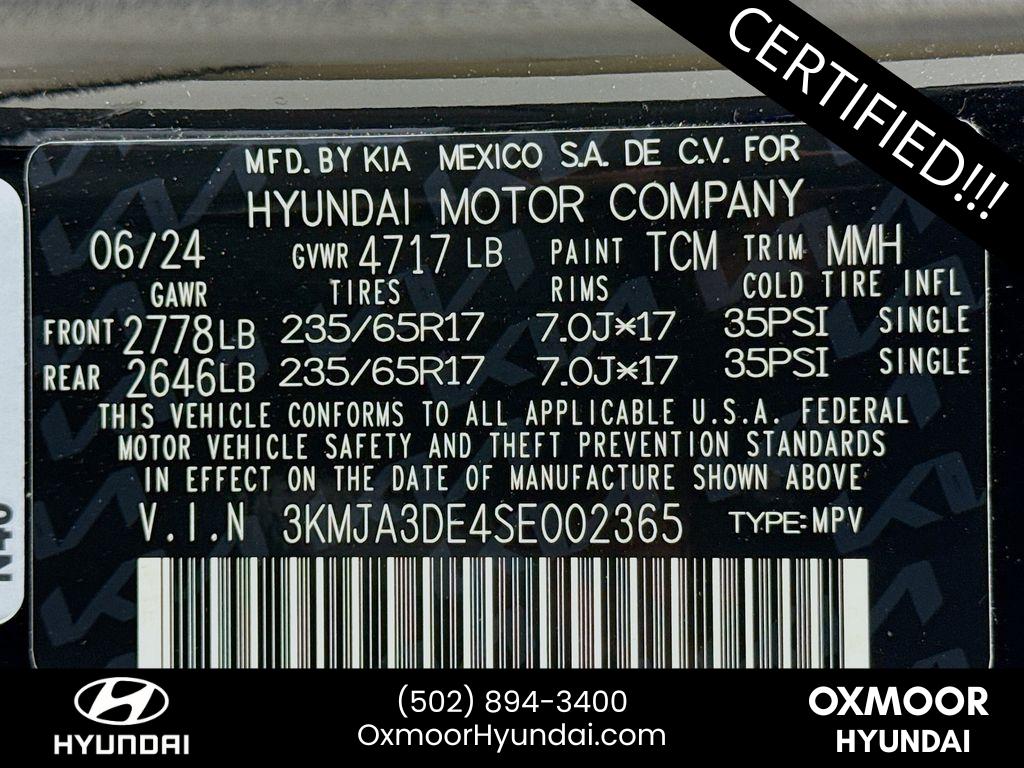 CERTIFIED!!!
MFD. BY KIA MEXICO S.A. DE C.V. FOR
HYUNDAI MOTOR COMPANY
06/24 GVWR 4717 LB PAINT TCM TRIM MMH
GAWR TIRES RIMS COLD TIRE INFL
FRONT 2778LB 235/65R17 7.0J*17 35PSI SINGLE
REAR 2646LB 235/65R17 7.0J*17 35PSI SINGLE
THIS VEHICLE CONFORMS TO ALL APPLICABLE U.S.A. FEDERAL
MOTOR VEHICLE SAFETY AND THEFT PREVENTION STANDARDS
IN EFFECT ON THE DATE OF MANUFACTURE SHOWN ABOVE
V.I.N 3KMJA3DE4SE002365 TYPE:MPV
HYUNDAI
(502) 894-3400
OxmoorHyundai.com
OXMOOR
HYUNDAI